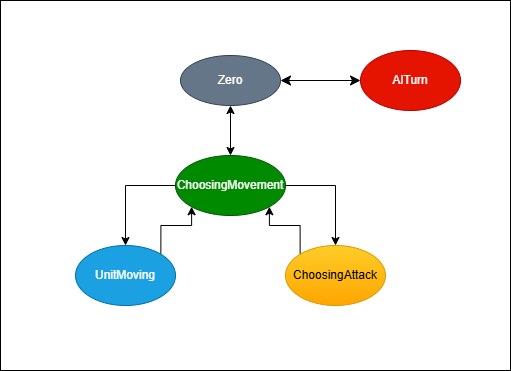 Zero
AITurn
ChoosingMovement
UnitMoving
ChoosingAttack